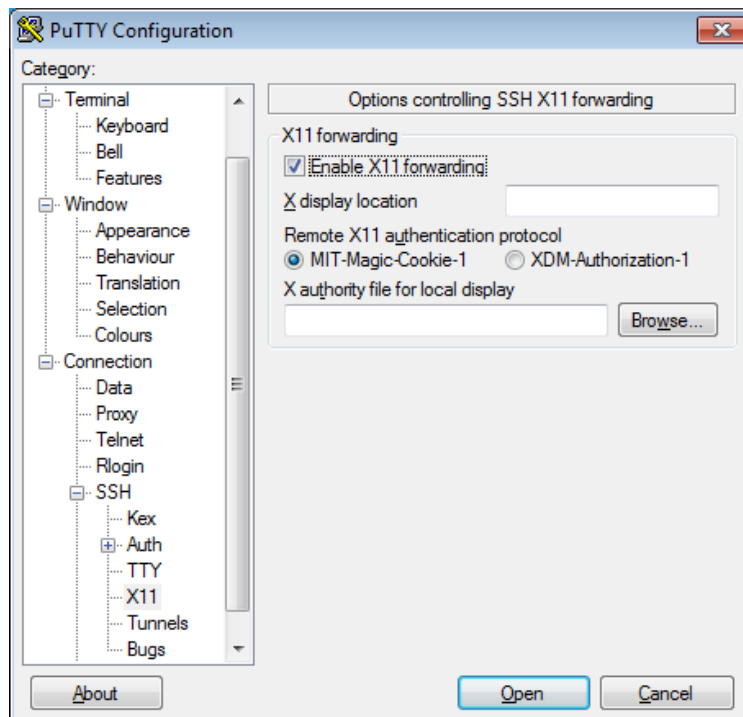 PuTTY Configuration
Category:
Terminal
Keyboard
Bell
Features
Window
Appearance
Behaviour
Translation
Selection
Colours
Connection
Data
Proxy
Telnet
Rlogin
SSH
Kex
Auth
TTY
X11
Tunnels
Bugs
Options controlling SSH X11 forwarding
X11 forwarding
Enable X11 forwarding
X display location
Remote X11 authentication protocol
MIT-Magic-Cookie-1 XDM-Authorization-1
X authority file for local display
Browse...
About Open Cancel